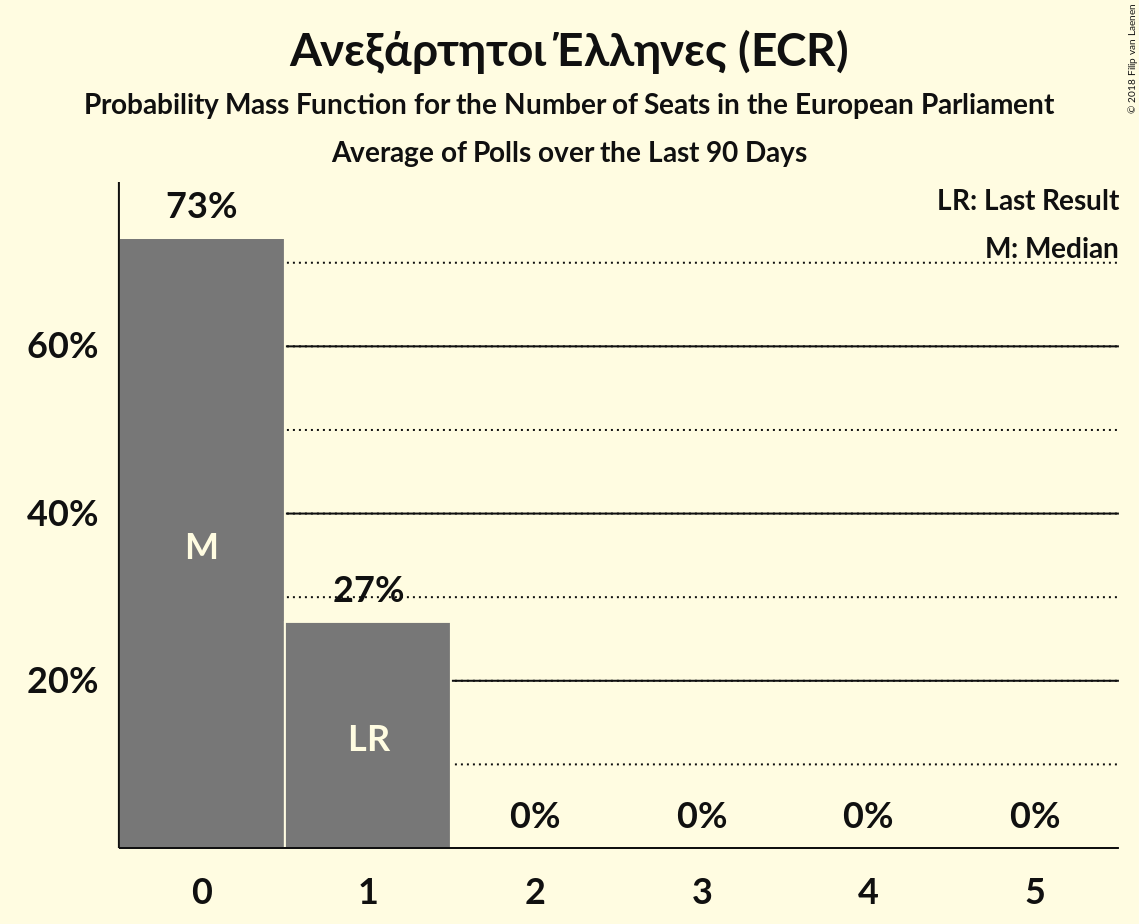 Ανεξάρτητοι Έλληνες (ECR)
Probability Mass Function for the Number of Seats in the European Parliament
Average of Polls over the Last 90 Days
© 2018 Filip van Laenen
LR: Last Result
M: Median
73%
60%
40%
20%
M
27%
LR
0% 0% 0% 0%
0 1 2 3 4 5